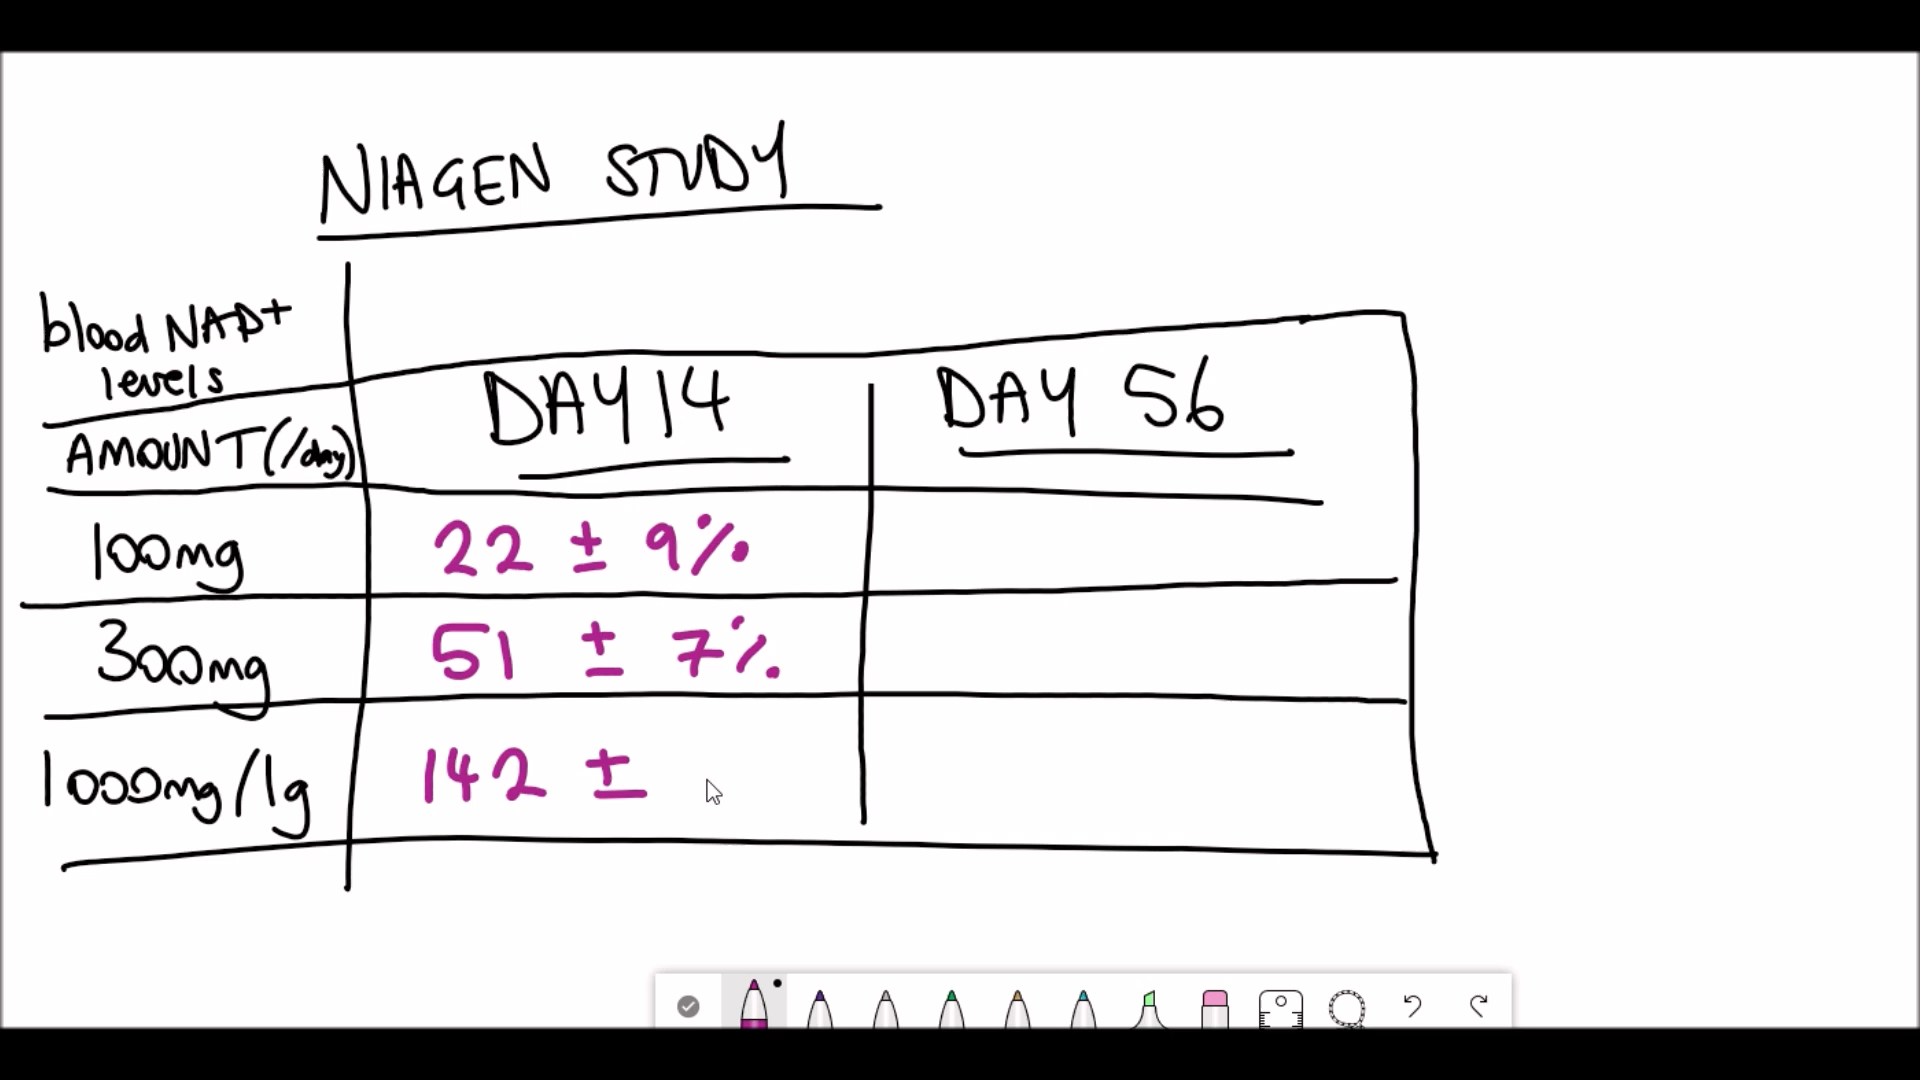 NIAGEN STUDY
blood NAD+
levels
AMOUNT (/day) DAY 14 DAY 56
100mg 22 ± 9%
300mg 51 ± 7%
1000mg/1g 142 ±